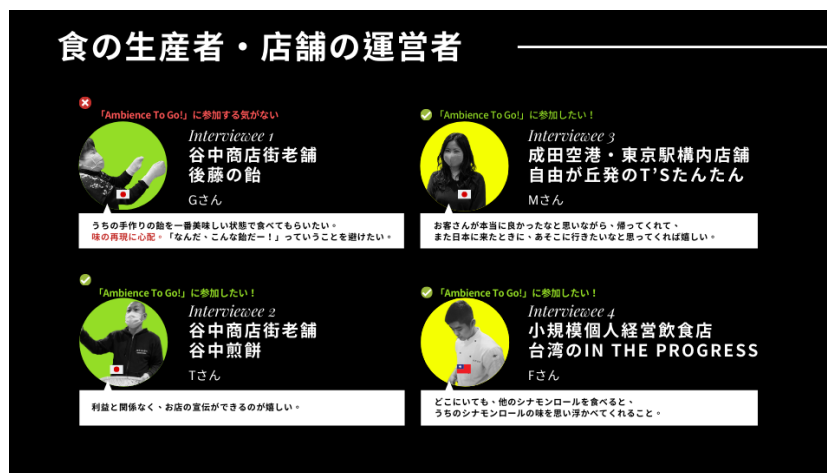 食の生産者・店舗の運営者
「Ambience To Go!」に参加する気がない
Interviewee 1
谷中商店街老舗
後藤の飴
Gさん
うちの手作りの飴を一番美味しい状態で食べてもらいたい。
味の再現に心配。「なんだ、こんな飴だー！」っていうことを避けたい。
「Ambience To Go!」に参加したい！
Interviewee 2
谷中商店街老舗
谷中煎餅
Tさん
利益と関係なく、お店の宣伝ができるのが嬉しい。
「Ambience To Go!」に参加したい！
Interviewee 3
成田空港・東京駅構内店舗
自由が丘発のT'Sたんたん
Mさん
お客さんが本当に良かったなと思いながら、帰ってくれて、
また日本に来たときに、あそこに行きたいなと思ってくれれば嬉しい。
「Ambience To Go!」に参加したい！
Interviewee 4
小規模個人経営飲食店
台湾のIN THE PROGRESS
Fさん
どこにいても、他のシナモンロールを食べると、
うちのシナモンロールの味を思い浮かべてくれること。